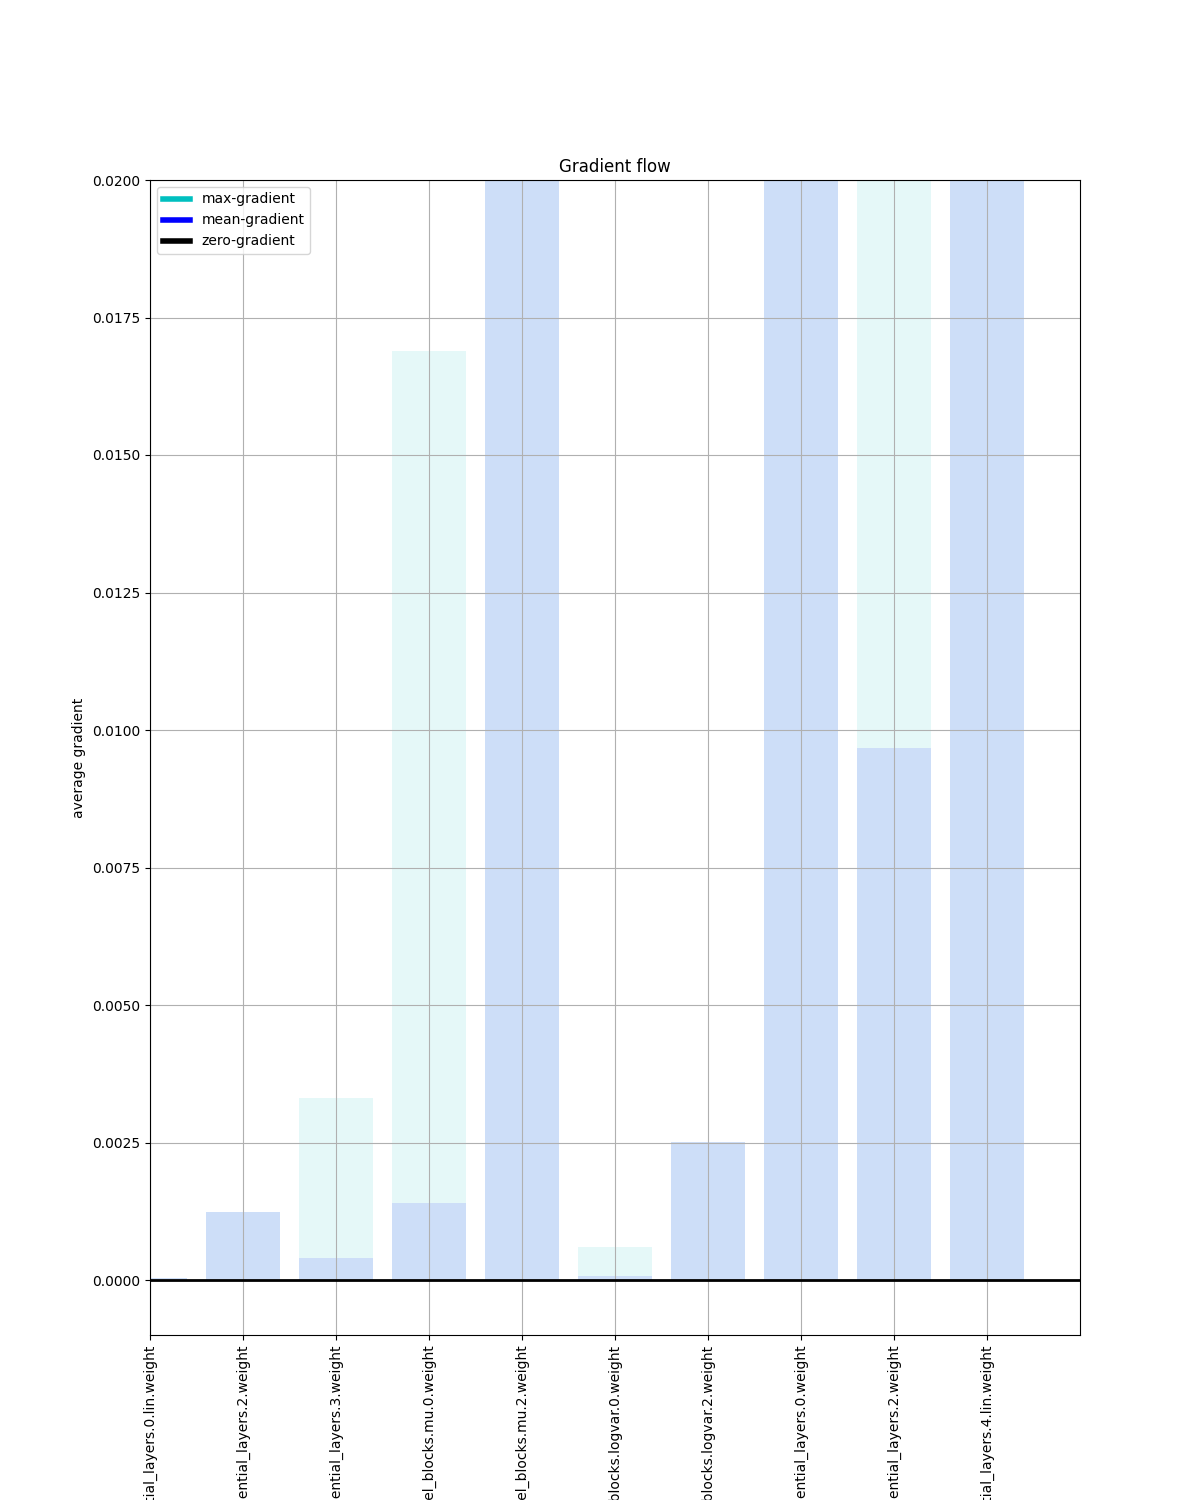 Gradient flow
max-gradient
mean-gradient
zero-gradient
0.0200
0.0175
0.0150
0.0125
0.0100
0.0075
0.0050
0.0025
0.0000
average gradient
tial_layers.0.lin.weight
ential_layers.2.weight
ential_layers.3.weight
el_blocks.mu.0.weight
el_blocks.mu.2.weight
blocks.logvar.0.weight
blocks.logvar.2.weight
ential_layers.0.weight
ential_layers.2.weight
tial_layers.4.lin.weight